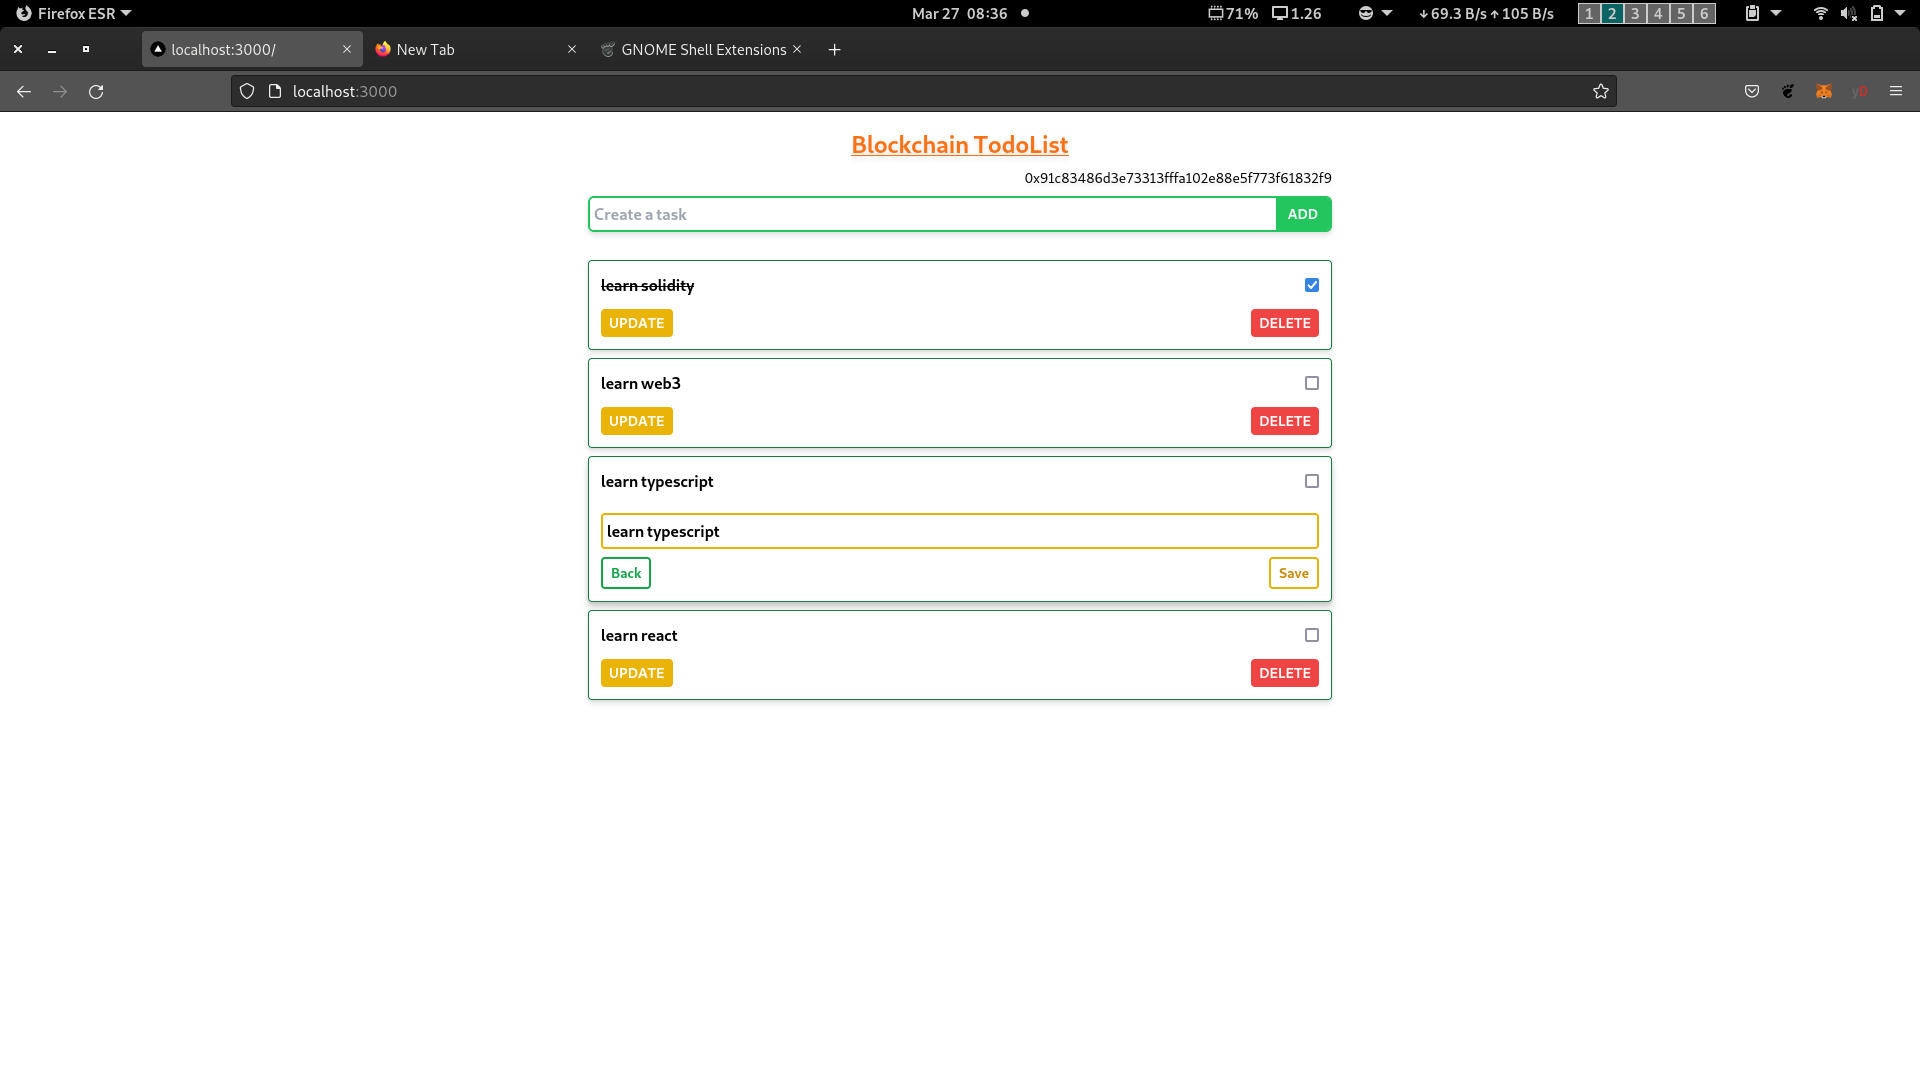 Firefox ESR
Mar 27 08:36
71% 1.26
69.3 B/s 105 B/s
1 2 3 4 5 6
localhost:3000/
New Tab
GNOME Shell Extensions
localhost:3000
yD
Blockchain TodoList
0x91c83486d3e73313fffa102e88e5f773f61832f9
Create a task
ADD
learn solidity
UPDATE
DELETE
learn web3
UPDATE
DELETE
learn typescript
learn typescript
Back
Save
learn react
UPDATE
DELETE